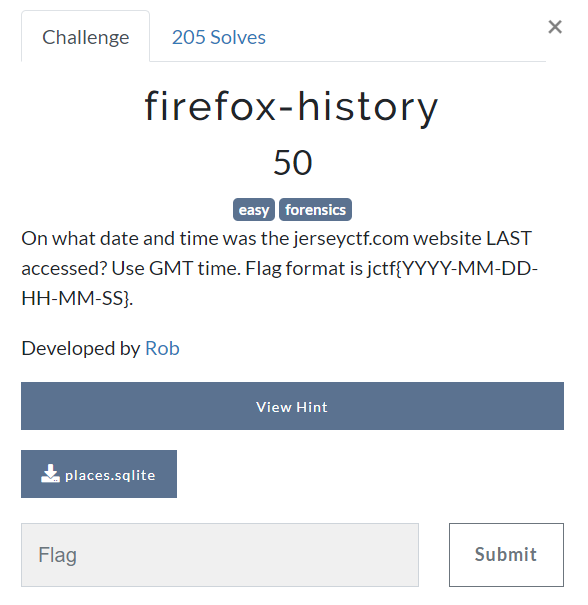 Challenge
205 Solves
×
firefox-history
50
easy forensics
On what date and time was the jerseyctf.com website LAST
accessed? Use GMT time. Flag format is jctf{YYYY-MM-DD-
HH-MM-SS}.
Developed by Rob
View Hint
places.sqlite
Flag
Submit